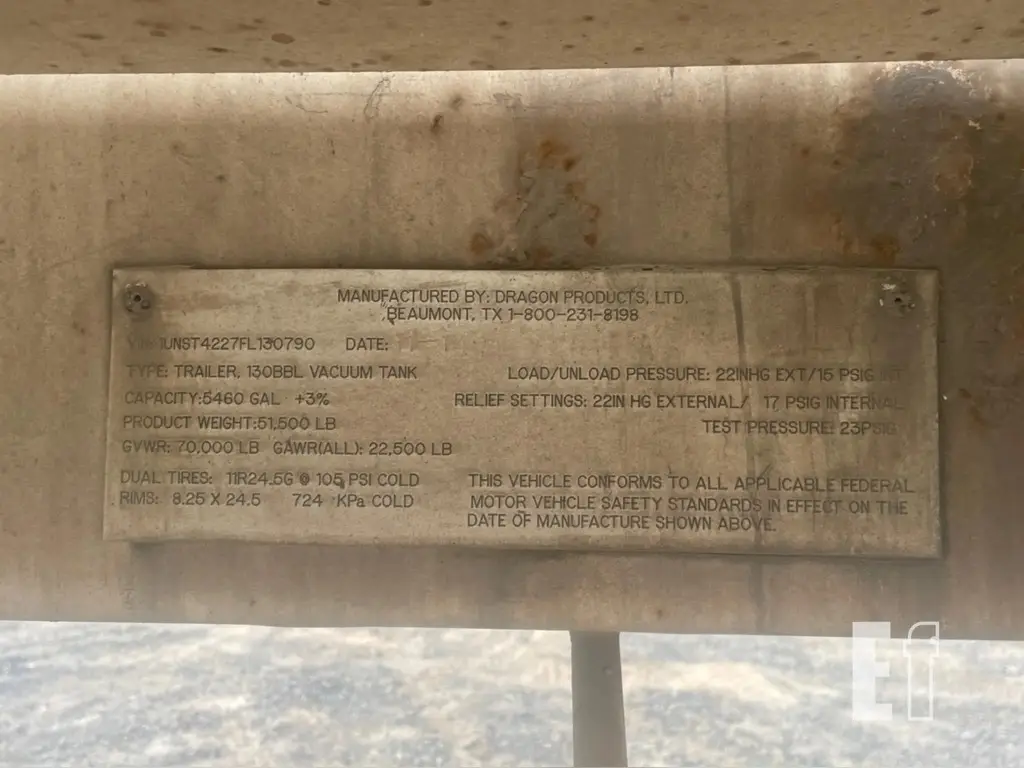 MANUFACTURED BY: DRAGON PRODUCTS, LTD.
BEAUMONT, TX 1-800-231-8198
1UNST4227FL130790 DATE:
TYPE: TRAILER, 130BBL VACUUM TANK
LOAD/UNLOAD PRESSURE: 22INHG EXT/15 PSIG
CAPACITY:5460 GAL +3%
RELIEF SETTINGS: 22IN HG EXTERNAL/ 17 PSIG INTERNAL
PRODUCT WEIGHT:51,500 LB
TEST PRESSURE: 23PSIG
GVWR: 70,000 LB GAWR(ALL): 22,500 LB
DUAL TIRES: 11R24.5G @ 105 PSI COLD
RIMS: 8.25 X 24.5 724 KPa COLD
THIS VEHICLE CONFORMS TO ALL APPLICABLE FEDERAL
MOTOR VEHICLE SAFETY STANDARDS IN EFFECT ON THE
DATE OF MANUFACTURE SHOWN ABOVE.
Ef